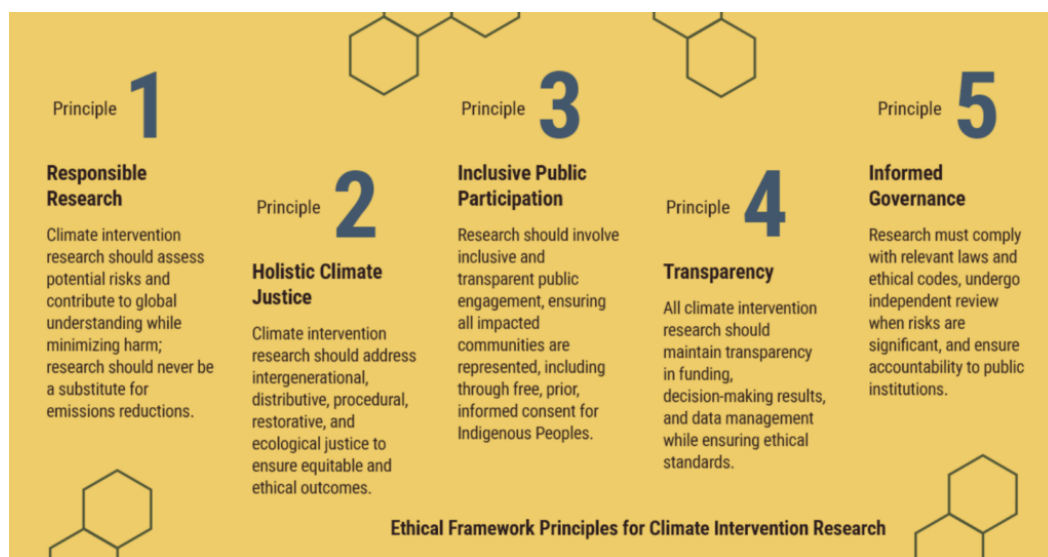 Principle 1
Responsible
Research
Climate intervention
research should assess
potential risks and
contribute to global
understanding while
minimizing harm;
research should never be
a substitute for
emissions reductions.
Principle 2
Holistic Climate
Justice
Climate intervention
research should address
intergenerational,
distributive, procedural,
restorative, and
ecological justice to
ensure equitable and
ethical outcomes.
Principle 3
Inclusive Public
Participation
Research should involve
inclusive and
transparent public
engagement, ensuring
all impacted
communities are
represented, including
through free, prior,
informed consent for
Indigenous Peoples.
Principle 4
Transparency
All climate intervention
research should
maintain transparency
in funding,
decision-making results,
and data management
while ensuring ethical
standards.
Principle 5
Informed
Governance
Research must comply
with relevant laws and
ethical codes, undergo
independent review
when risks are
significant, and ensure
accountability to public
institutions.
Ethical Framework Principles for Climate Intervention Research